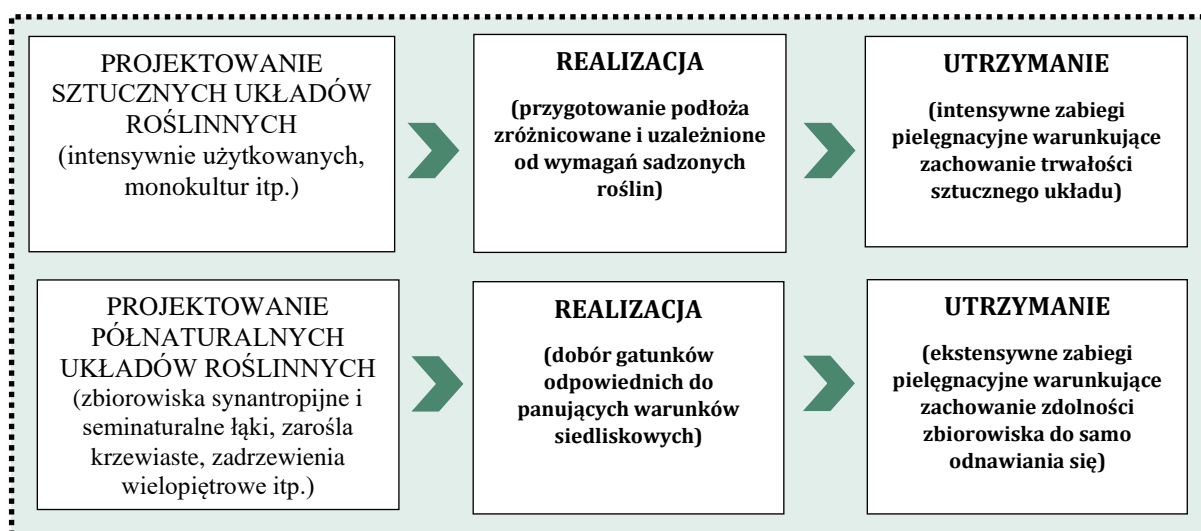 PROJEKTOWANIE
SZTUCZNYCH UKŁADÓW
ROŚLINNYCH
(intensywnie użytkowanych,
monokultur itp.)
REALIZACJA
(przygotowanie podłoża
zróżnicowane i uzależnione
od wymagań sadzonych
roślin)
UTRZYMANIE
(intensywne zabiegi
pielęgnacyjne warunkujące
zachowanie trwałości
sztucznego układu)
PROJEKTOWANIE
PÓŁNATURALNYCH
UKŁADÓW ROŚLINNYCH
(zbiorowiska synantropijne i
seminaturalne łąki, zarośla
krzewiaste, zadrzewienia
wielopiętrowe itp.)
REALIZACJA
(dobór gatunków
odpowiednich do
panujących warunków
siedliskowych)
UTRZYMANIE
(ekstensywne zabiegi
pielęgnacyjne warunkujące
zachowanie zdolności
zbiorowiska do samo
odnawiania się)